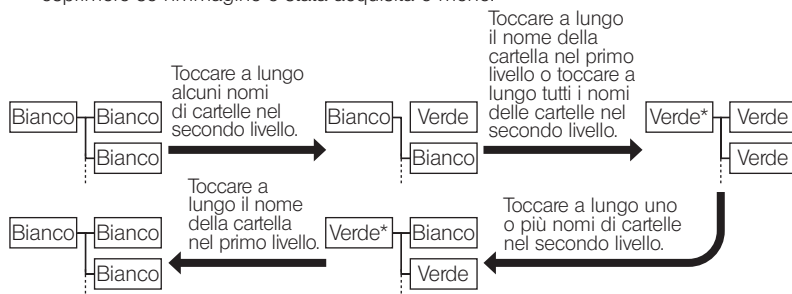 esprimere se l'immagine è stata acquisita o meno.
Toccare a lungo
alcuni nomi
di cartelle nel
secondo livello.
Toccare a lungo
il nome della
cartella nel primo
livello o toccare a
lungo tutti i nomi
delle cartelle nel
secondo livello.
Bianco Bianco
Bianco
Bianco Verde
Bianco
Verde* Verde
Verde
Toccare a
lungo il nome
della cartella
nel primo livello.
Toccare a lungo uno
o più nomi di cartelle
nel secondo livello.
Bianco Bianco
Bianco
Verde* Bianco
Verde